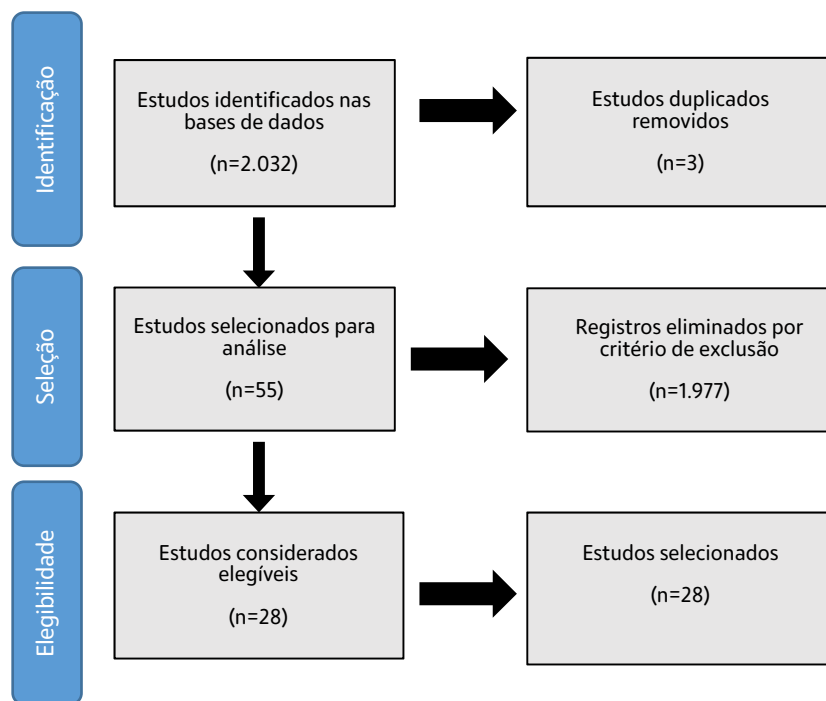 Identificação
Estudos identificados nas
bases de dados
(n=2.032)
Estudos duplicados
removidos
(n=3)
Seleção
Estudos selecionados para
análise
(n=55)
Registros eliminados por
critério de exclusão
(n=1.977)
Elegibilidade
Estudos considerados
elegíveis
(n=28)
Estudos selecionados
(n=28)